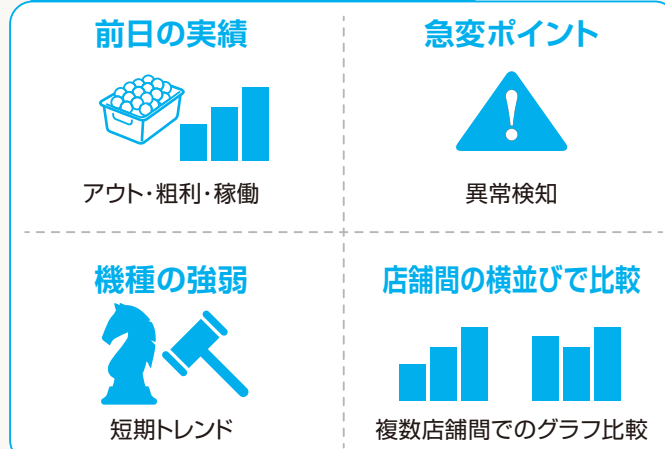 前日の実績
急変ポイント
アウト・粗利・稼働
異常検知
機種の強弱
店舗間の横並びで比較
短期トレンド
複数店舗間でのグラフ比較